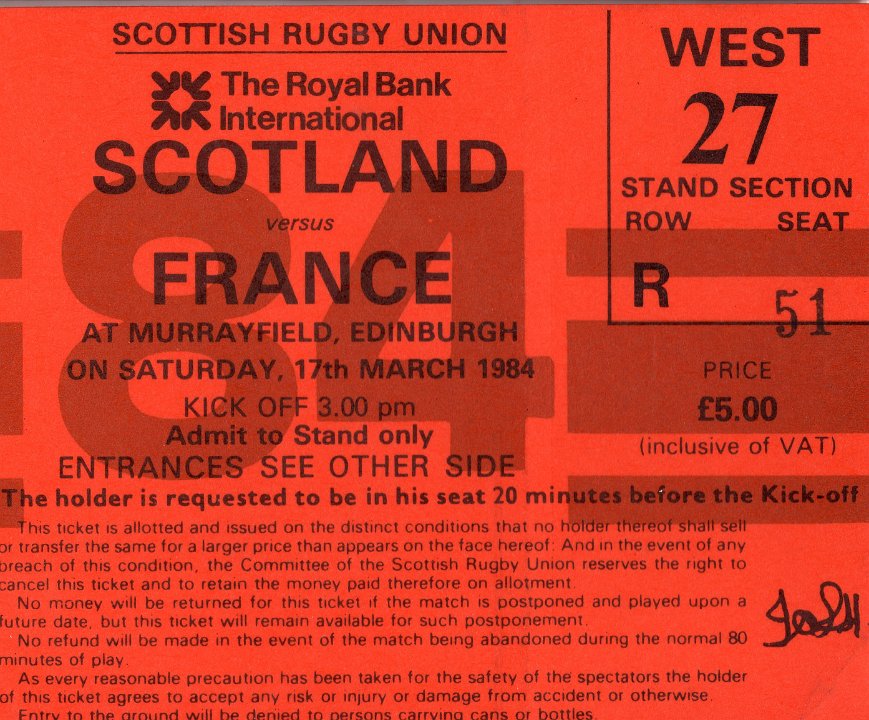 SCOTTISH RUGBY UNION
The Royal Bank
International
SCOTLAND
versus
FRANCE
AT MURRAYFIELD, EDINBURGH
ON SATURDAY, 17th MARCH 1984
KICK OFF 3.00 pm
Admit to Stand only
ENTRANCES SEE OTHER SIDE
84
WEST
27
STAND SECTION
ROW SEAT
R 51
PRICE
£5.00
(inclusive of VAT)
The holder is requested to be in his seat 20 minutes before the Kick-off
This ticket is allotted and issued on the distinct conditions that no holder thereof shall sell
or transfer the same for a larger price than appears on the face hereof: And in the event of any
breach of this condition, the Committee of the Scottish Rugby Union reserves the right to
cancel this ticket and to retain the money paid therefore on allotment.
No money will be returned for this ticket if the match is postponed and played upon a
future date, but this ticket will remain available for such postponement.
No refund will be made in the event of the match being abandoned during the normal 80
minutes of play.
As every reasonable precaution has been taken for the safety of the spectators the holder
of this ticket agrees to accept any risk or injury or damage from accident or otherwise.
Entry to the ground will be denied to persons carrying cans or bottles.